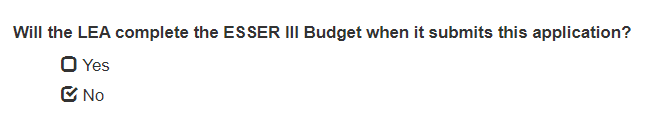 Will the LEA complete the ESSER III Budget when it submits this application?
Yes
No